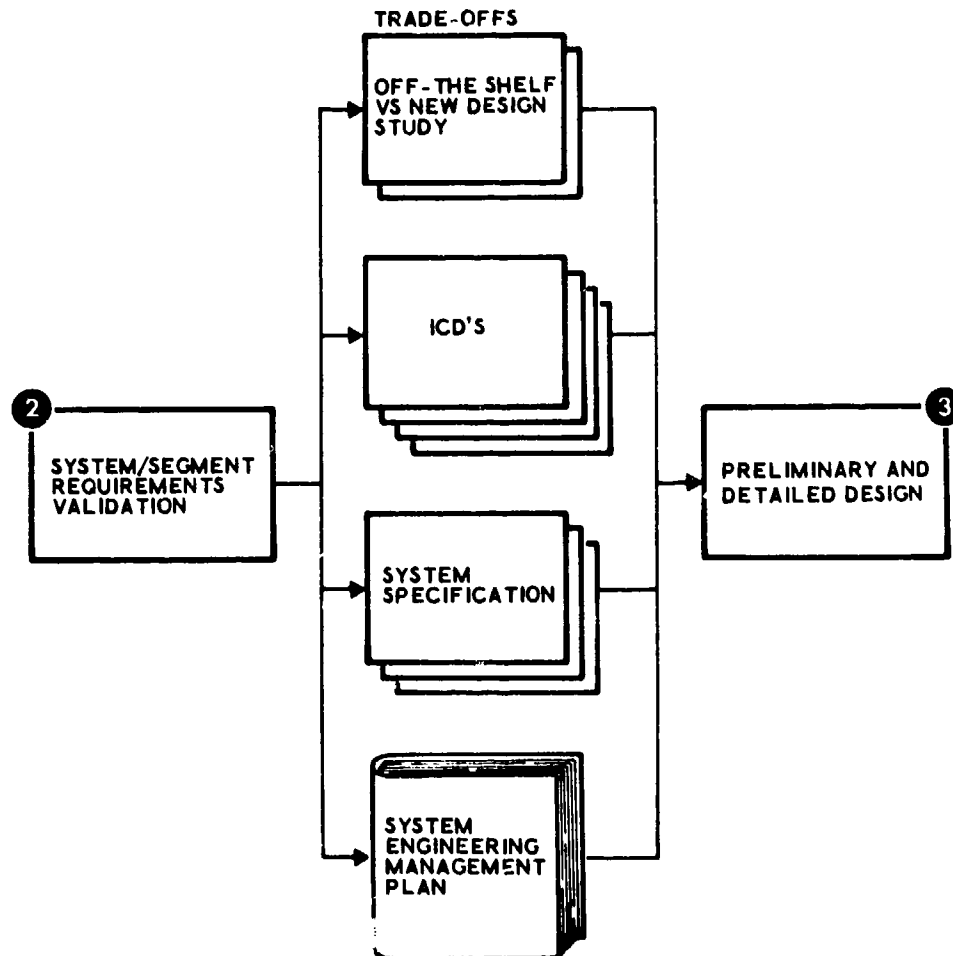 TRADE-OFFS
OFF-THE SHELF
VS NEW DESIGN
STUDY
ICD'S
2
SYSTEM/SEGMENT
REQUIREMENTS
VALIDATION
3
PRELIMINARY AND
DETAILED DESIGN
SYSTEM
SPECIFICATION
SYSTEM
ENGINEERING
MANAGEMENT
PLAN